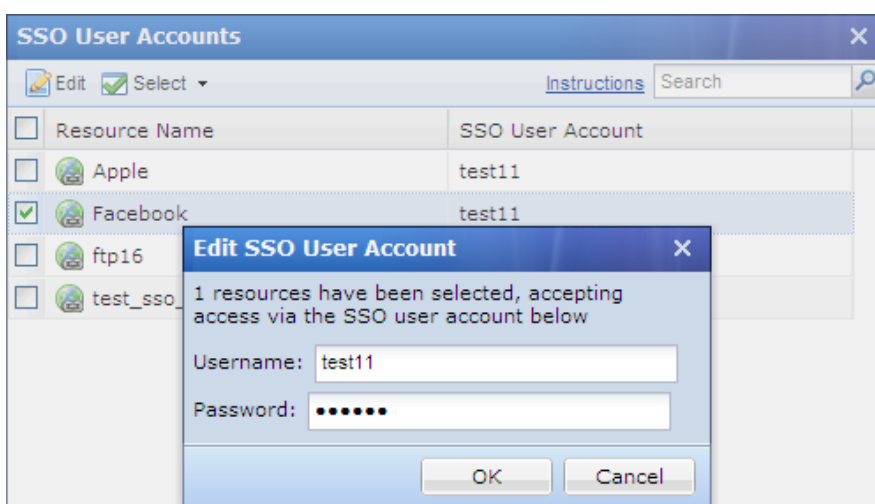 SSO User Accounts
Edit Select Instructions Search
Resource Name SSO User Account
Apple test11
Facebook test11
ftp16
test_sso_
Edit SSO User Account
1 resources have been selected, accepting
access via the SSO user account below
Username: test11
Password: ••••••
OK Cancel